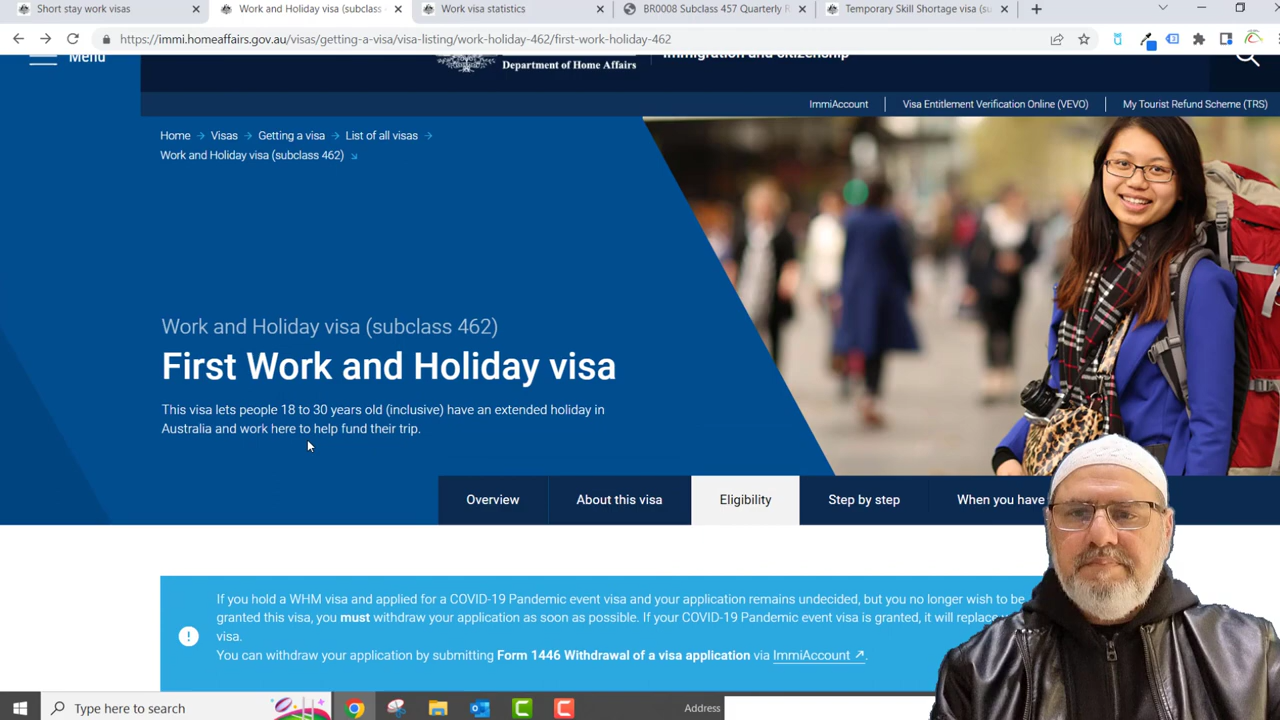 Short stay work visas
Work and Holiday visa (subclass
Work visa statistics
BR0008 Subclass 457 Quarterly R
Temporary Skill Shortage visa (su
https://immi.homeaffairs.gov.au/visas/getting-a-visa/visa-listing/work-holiday-462/first-work-holiday-462
Menu
Department of Home Affairs
Immigration and citizenship
ImmiAccount
Visa Entitlement Verification Online (VEVO)
My Tourist Refund Scheme (TRS)
Home Visas Getting a visa List of all visas
Work and Holiday visa (subclass 462)
Work and Holiday visa (subclass 462)
First Work and Holiday visa
This visa lets people 18 to 30 years old (inclusive) have an extended holiday in
Australia and work here to help fund their trip.
Overview
About this visa
Eligibility
Step by step
When you have
If you hold a WHM visa and applied for a COVID-19 Pandemic event visa and your application remains undecided, but you no longer wish to be
granted this visa, you must withdraw your application as soon as possible. If your COVID-19 Pandemic event visa is granted, it will replace
visa.
You can withdraw your application by submitting Form 1446 Withdrawal of a visa application via ImmiAccount.
Type here to search
Address